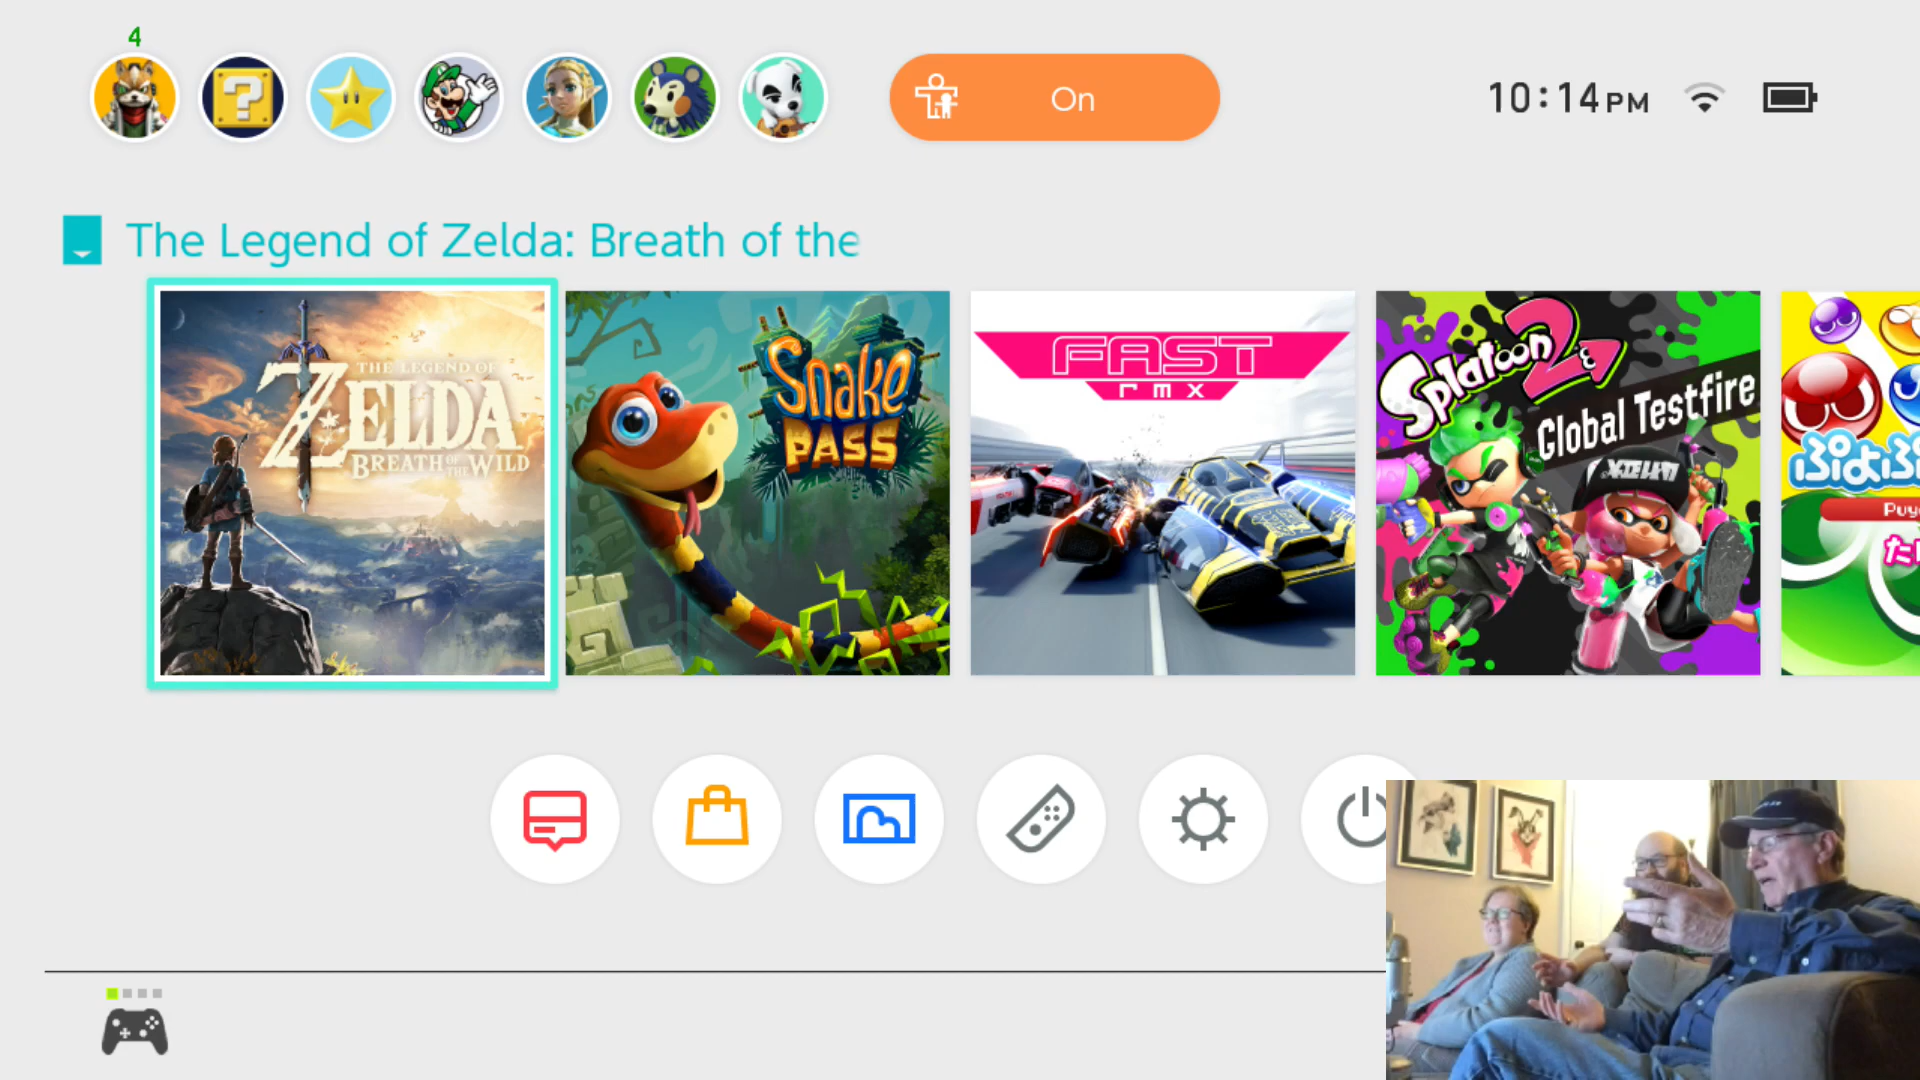 4
?
On
10:14 PM
The Legend of Zelda: Breath of the
THE LEGEND OF
ZELDA
BREATH OF THE WILD
Snake
PASS
FAST
rmx
Splatoon 2
Global Testfire
ぷよぷ
Puy